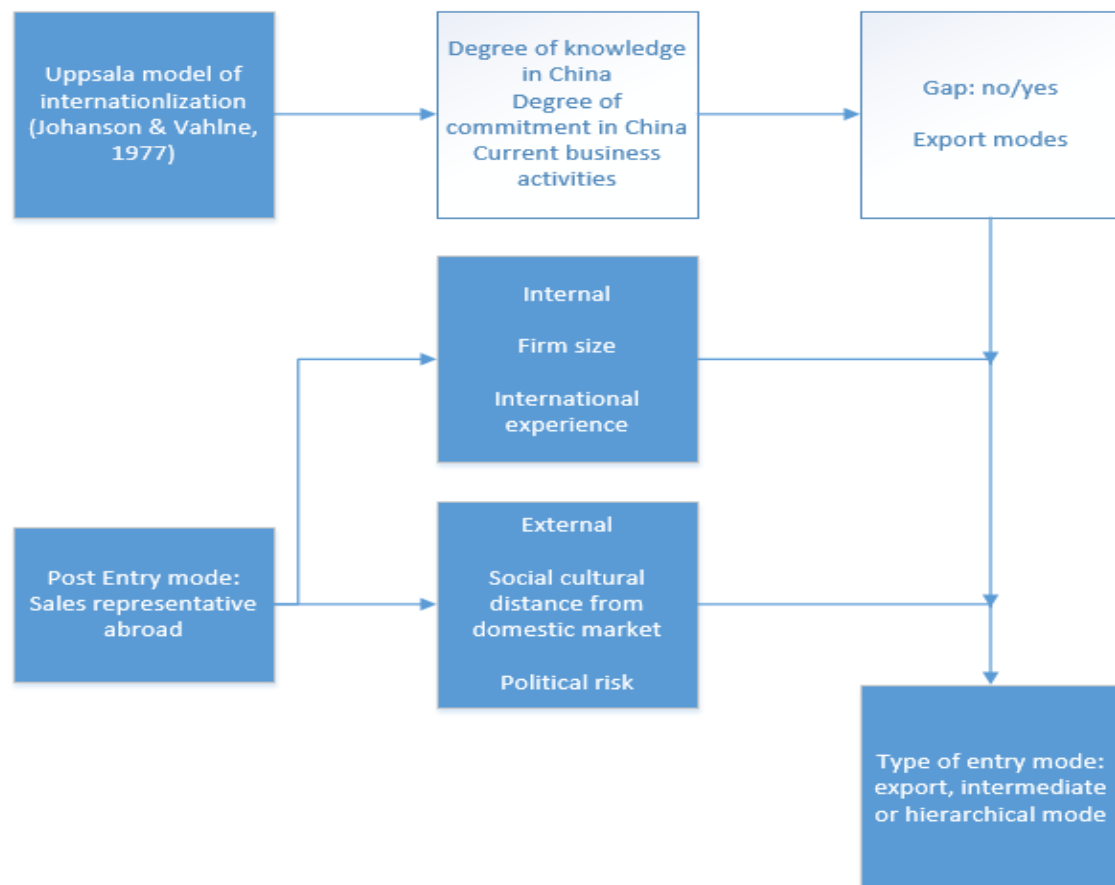 Uppsala model of
internationlization
(Johanson & Vahlne,
1977)
Degree of knowledge
in China
Degree of
commitment in China
Current business
activities
Gap: no/yes
Export modes
Internal
Firm size
International
experience
Post Entry mode:
Sales representative
abroad
External
Social cultural
distance from
domestic market
Political risk
Type of entry mode:
export, intermediate
or hierarchical mode